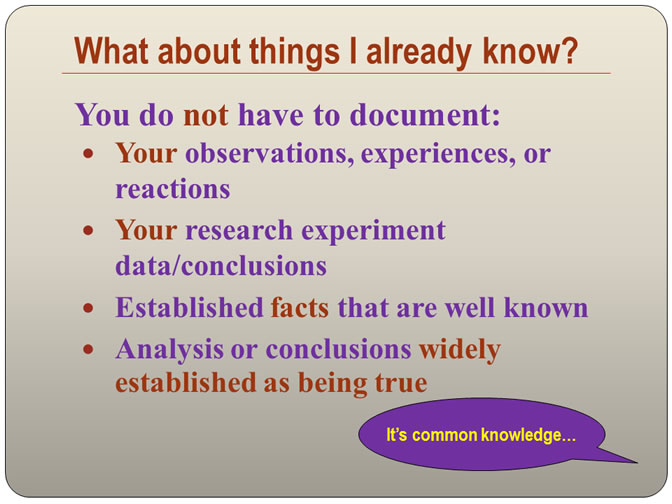 What about things I already know?
You do not have to document:
• Your observations, experiences, or
reactions
• Your research experiment
data/conclusions
• Established facts that are well known
• Analysis or conclusions widely
established as being true
It's common knowledge…